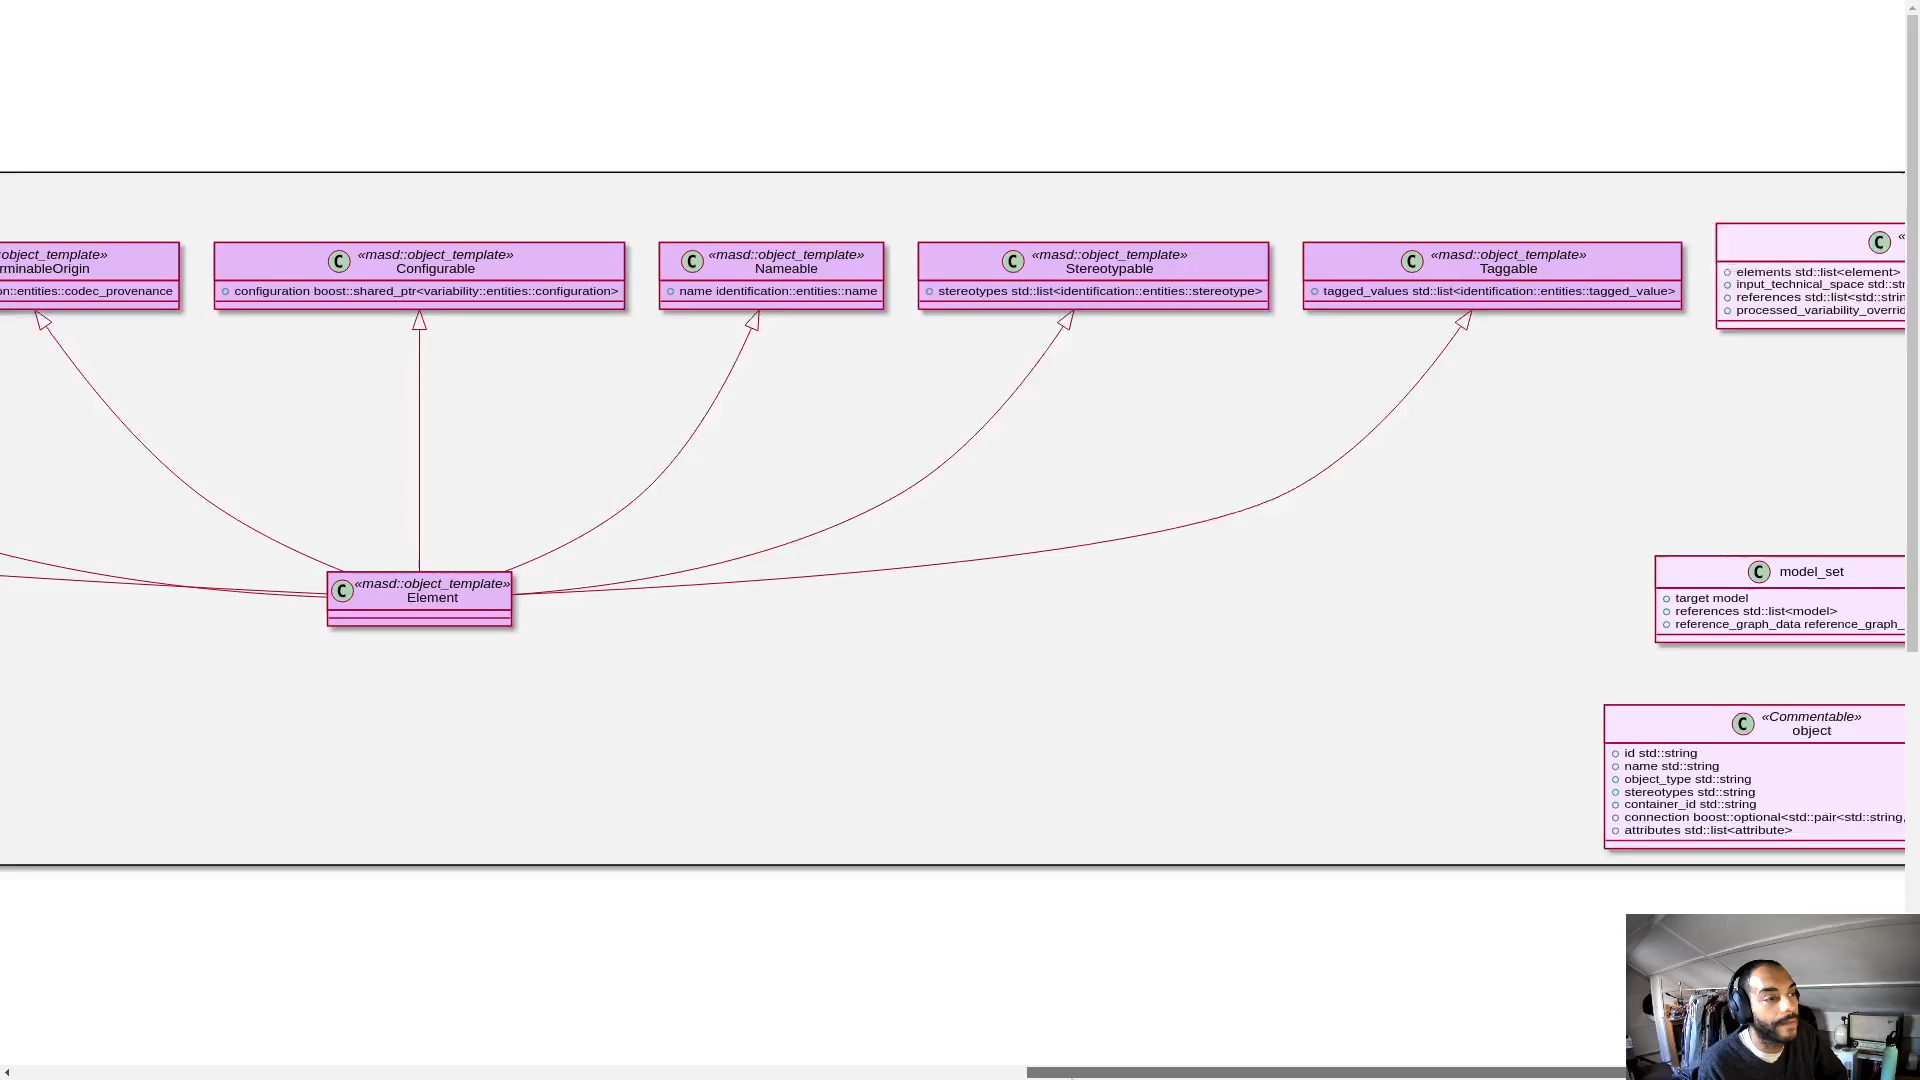 object_template»
rminableOrigin
n::entities::codec_provenance
«masd::object_template»
Configurable
configuration boost::shared_ptr<variability::entities::configuration>
«masd::object_template»
Nameable
name identification::entities::name
«masd::object_template»
Stereotypable
stereotypes std::list<identification::entities::stereotype>
«masd::object_template»
Taggable
tagged_values std::list<identification::entities::tagged_value>
«
elements std::list<element>
input_technical_space std::str
references std::list<std::strin
processed_variability_overrid
«masd::object_template»
Element
model_set
target model
references std::list<model>
reference_graph_data reference_graph_
«Commentable»
object
id std::string
name std::string
object_type std::string
stereotypes std::string
container_id std::string
connection boost::optional<std::pair<std::string,
attributes std::list<attribute>